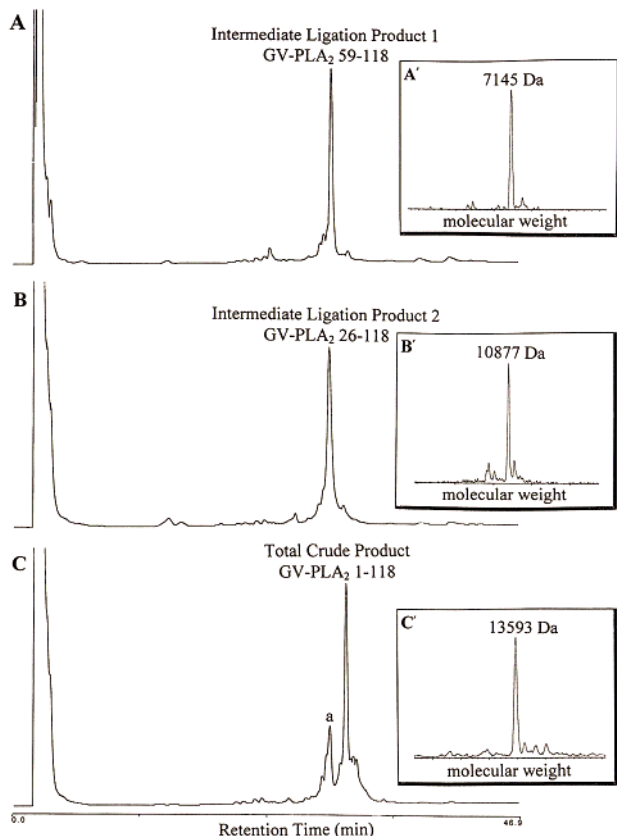 A
Intermediate Ligation Product 1
GV-PLA₂ 59-118
A′
7145 Da
molecular weight
B
Intermediate Ligation Product 2
GV-PLA₂ 26-118
B′
10877 Da
molecular weight
C
Total Crude Product
GV-PLA₂ 1-118
a
C′
13593 Da
molecular weight
0.0
Retention Time (min)
46.9